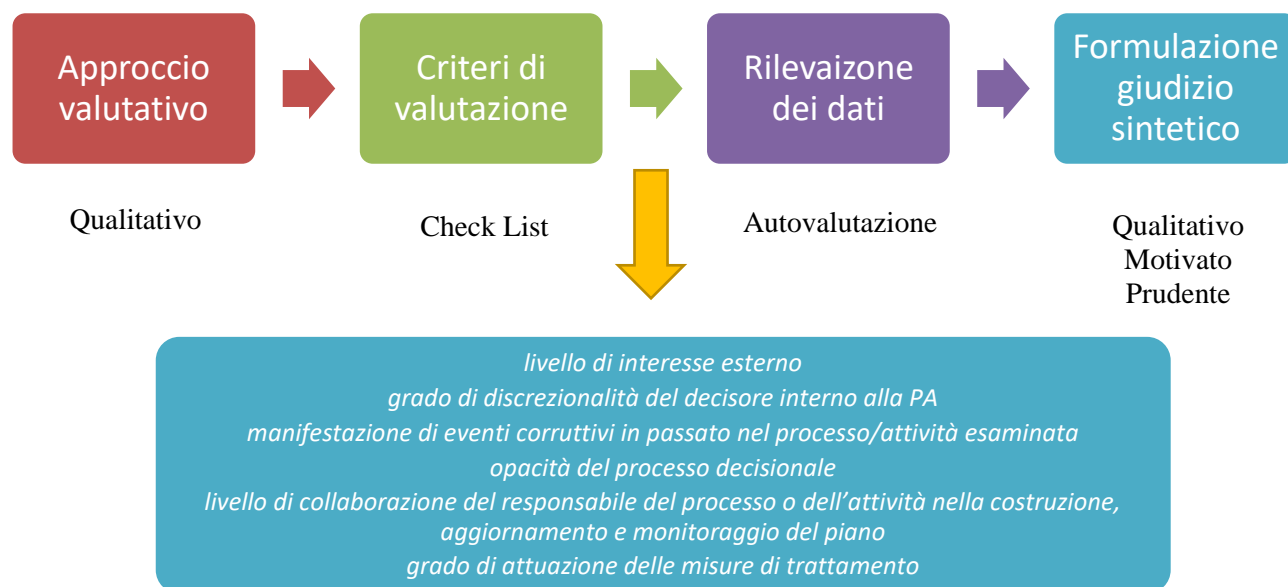 Approccio
valutativo
Criteri di
valutazione
Rilevaizone
dei dati
Formulazione
giudizio
sintetico
Qualitativo
Check List
Autovalutazione
Qualitativo
Motivato
Prudente
livello di interesse esterno
grado di discrezionalità del decisore interno alla PA
manifestazione di eventi corruttivi in passato nel processo/attività esaminata
opacità del processo decisionale
livello di collaborazione del responsabile del processo o dell’attività nella costruzione,
aggiornamento e monitoraggio del piano
grado di attuazione delle misure di trattamento